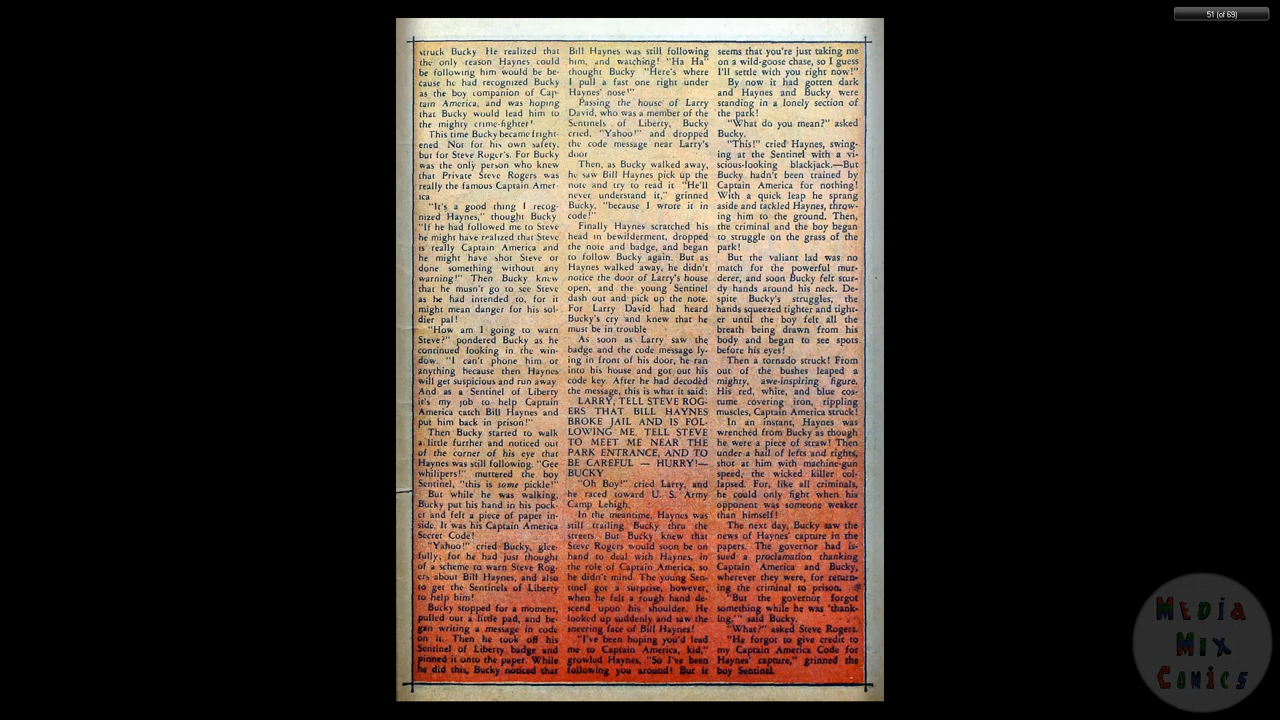 51 (of 69)
struck Bucky He realized that
the only reason Haynes could
be following him would be be-
cause he had recognized Bucky
as the boy companion of Cap-
tain America, and was hoping
that Bucky would lead him to
the mighty crime-fighter!
This time Bucky became fright-
ened Not for his own safety,
but for Steve Roger's. For Bucky
was the only person who knew
that Private Steve Rogers was
really the famous Captain Amer-
ica
"It's a good thing I recog-
nized Haynes," thought Bucky
"If he had followed me to Steve
he might have realized that Steve
is really Captain America and
he might have shot Steve or
done something without any
warning!" Then Bucky knew
that he musn't go to see Steve
as he had intended to, for it
might mean danger for his sol-
dier pal!
"How am I going to warn
Steve?" pondered Bucky as he
continued looking in the win-
dow. "I can't phone him or
anything because then Haynes
will get suspicious and run away
And as a Sentinel of Liberty
it's my job to help Captain
America catch Bill Haynes and
put him back in prison!"
Then Bucky started to walk
a little further and noticed out
of the corner of his eye that
Haynes was still following. "Gee
whilipers!" muttered the boy
Sentinel, "this is some pickle!"
But while he was walking,
Bucky put his hand in his pock-
et and felt a piece of paper in-
side. It was his Captain America
Secret Code!
"Yahoo!" cried Bucky, glee-
fully, for he had just thought
of a scheme to warn Steve Rog-
ers about Bill Haynes, and also
to get the Sentinels of Liberty
to help him!
Bucky stopped for a moment,
pulled out a little pad, and be-
gan writing a message in code
on it. Then he took off his
Sentinel of Liberty badge and
pinned it onto the paper. While
he did this, Bucky noticed that
Bill Haynes was still following
him, and watching! "Ha Ha"
thought Bucky "Here's where
I pull a fast one right under
Haynes' nose!"
Passing the house of Larry
David, who was a member of the
Sentinels of Liberty, Bucky
cried, "Yahoo!" and dropped
the code message near Larry's
door
Then, as Bucky walked away,
he saw Bill Haynes pick up the
note and try to read it "He'll
never understand it," grinned
Bucky, "because I wrote it in
code!"
Finally Haynes scratched his
head in bewilderment, dropped
the note and badge, and began
to follow Bucky again. But as
Haynes walked away, he didn't
notice the door of Larry's house
open, and the young Sentinel
dash out and pick up the note.
For Larry David had heard
Bucky's cry and knew that he
must be in trouble
As soon as Larry saw the
badge and the code message ly-
ing in front of his door, he ran
into his house and got out his
code key. After he had decoded
the message, this is what it said:
LARRY, TELL STEVE ROG-
ERS THAT BILL HAYNES
BROKE JAIL AND IS FOL-
LOWING ME. TELL STEVE
TO MEET ME NEAR THE
PARK ENTRANCE, AND TO
BE CAREFUL — HURRY!—
BUCKY
"Oh Boy!" cried Larry, and
he raced toward U. S. Army
Camp Lehigh.
In the meantime, Haynes was
still trailing Bucky thru the
streets. But Bucky knew that
Steve Rogers would soon be on
hand to deal with Haynes, in
the role of Captain America, so
he didn't mind. The young Sen-
tinel got a surprise, however,
when he felt a rough hand de-
scend upon his shoulder. He
looked up suddenly and saw the
sneering face of Bill Haynes!
"I've been hoping you'd lead
me to Captain America, kid,"
growled Haynes, "So I've been
following you around! But it
seems that you're just taking me
on a wild-goose chase, so I guess
I'll settle with you right now!"
By now it had gotten dark
and Haynes and Bucky were
standing in a lonely section of
the park!
"What do you mean?" asked
Bucky.
"This!" cried Haynes, swing-
ing at the Sentinel with a vi-
scious-looking blackjack.—But
Bucky hadn't been trained by
Captain America for nothing!
With a quick leap he sprang
aside and tackled Haynes, throw-
ing him to the ground. Then,
the criminal and the boy began
to struggle on the grass of the
park!
But the valiant lad was no
match for the powerful mur-
derer, and soon Bucky felt stur-
dy hands around his neck. De-
spite Bucky's struggles, the
hands squeezed tighter and tight-
er until the boy felt all the
breath being drawn from his
body and began to see spots
before his eyes!
Then a tornado struck! From
out of the bushes leaped a
mighty, awe-inspiring figure.
His red, white, and blue cos-
tume covering iron, rippling
muscles, Captain America struck!
In an instant, Haynes was
wrenched from Bucky as though
he were a piece of straw! Then
under a hail of lefts and rights,
shot at him with machine-gun
speed, the wicked killer col-
lapsed. For, like all criminals,
he could only fight when his
opponent was someone weaker
than himself!
The next day, Bucky saw the
news of Haynes' capture in the
papers. The governor had is-
sued a proclamation thanking
Captain America and Bucky,
wherever they were, for return-
ing the criminal to prison.
"But the governor forgot
something while he was 'thank-
ing,'" said Bucky.
"What?" asked Steve Rogers.
"He forgot to give credit to
my Captain America Code for
Haynes' capture," grinned the
boy Sentinel.
MEDIA
MIX
COMICS